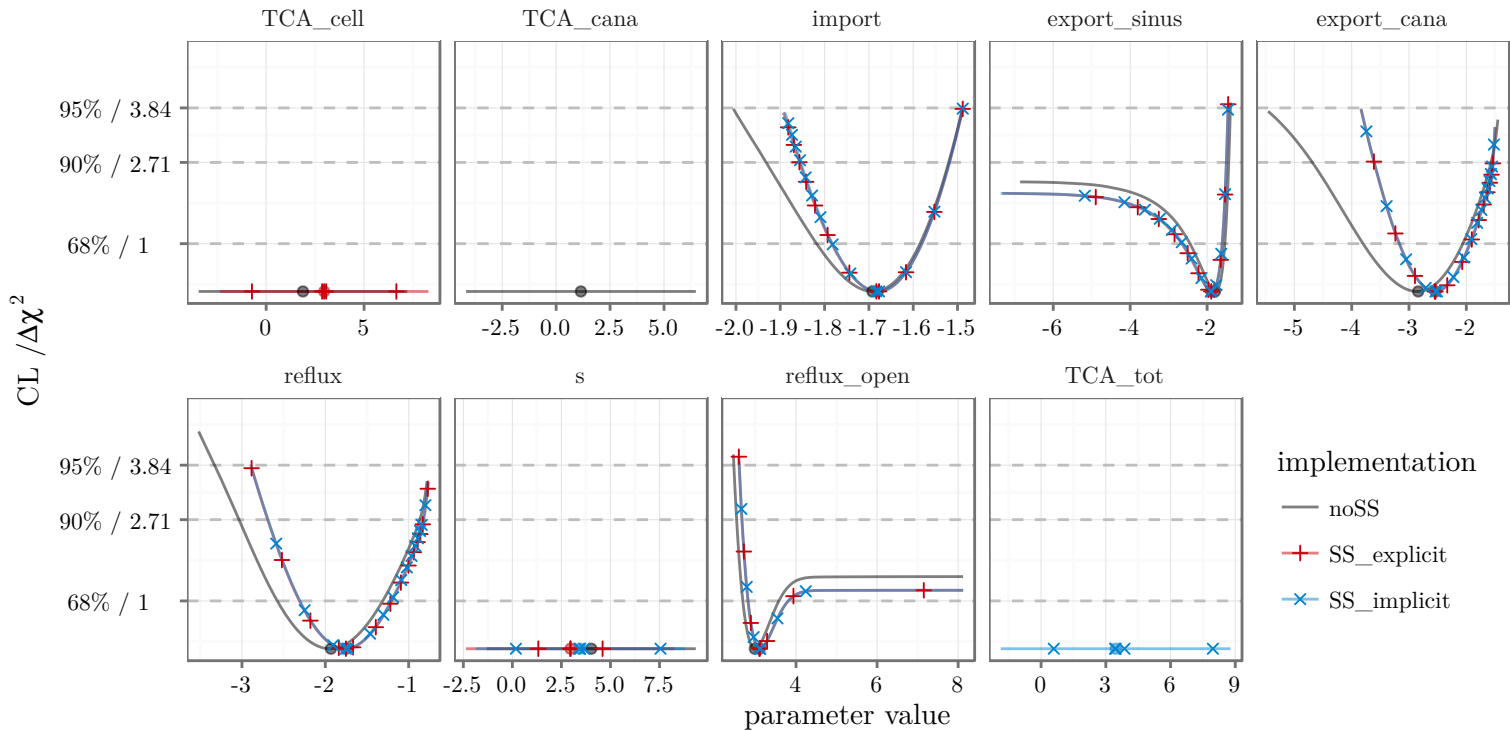 TCA_cell TCA_cana import export_sinus export_cana
95% / 3.84
90% / 2.71
68% / 1
0 5 -2.5 0.0 2.5 5.0 -2.0 -1.9 -1.8 -1.7 -1.6 -1.5 -6 -4 -2 -5 -4 -3 -2
CL /Δχ²
reflux s reflux_open TCA_tot
95% / 3.84
90% / 2.71
68% / 1
-3 -2 -1 -2.5 0.0 2.5 5.0 7.5 4 6 8 0 3 6 9
parameter value
implementation
noSS
SS_explicit
SS_implicit